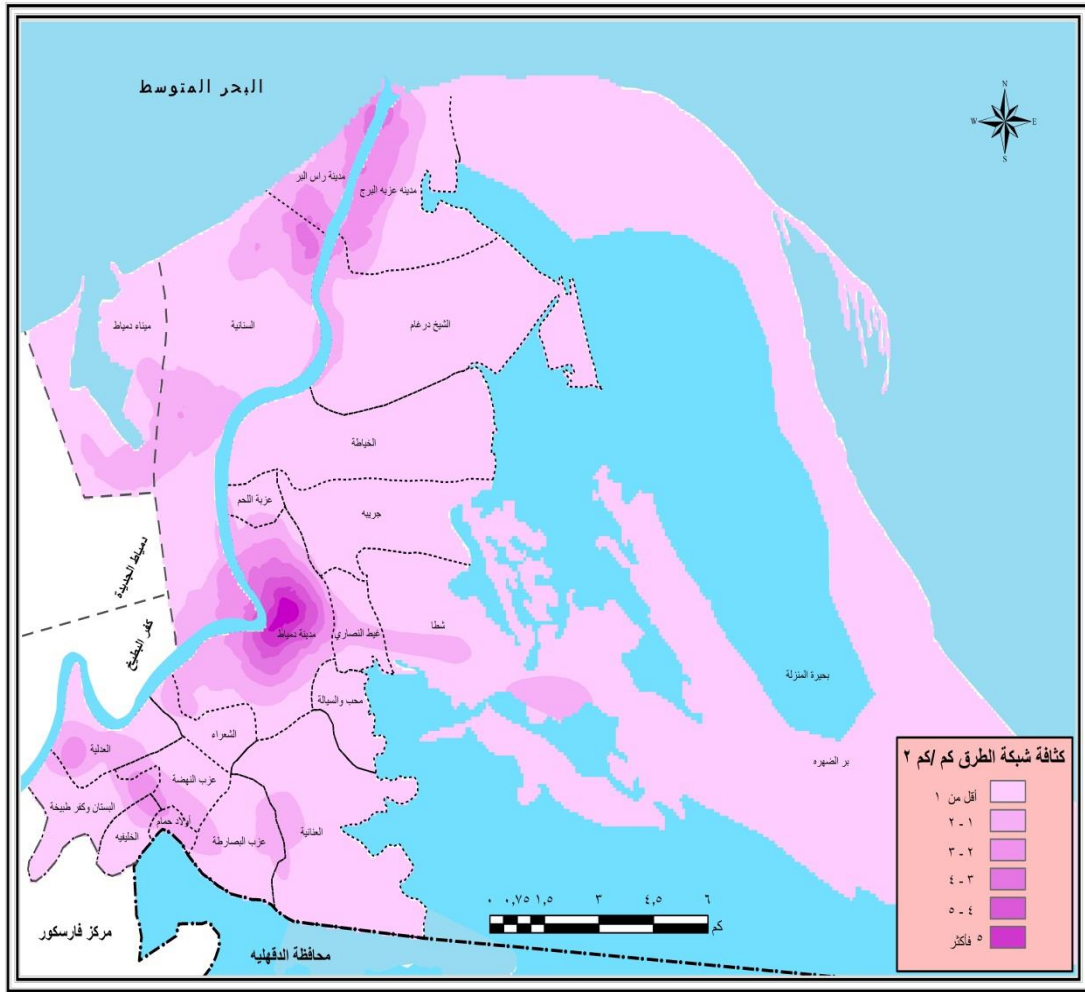 البحر المتوسط
N
W
E
S
مدينة راس البر
مدينه عزبه البرج
ميناء دمياط
السنانية
الشيخ درغام
الخياطة
عزبة اللحم
جريبه
دمياط الجديدة
كفر البطيخ
مدينة دمياط
غيط النصاري
شطا
محب والسيالة
بحيرة المنزلة
بر الضهره
العدلية
الشعراء
عزب النهضة
البستان وكفر طبيخة
أولاد حمام
الخليفيه
عزب البصارطة
العنانية
مركز فارسكور
محافظة الدقهليه
٠ ٠,٧٥ ١,٥ ٣ ٤,٥ ٦
كم
كثافة شبكة الطرق كم /كم ٢
أقل من ١
١ - ٢
٢ - ٣
٣ - ٤
٤ - ٥
٥ فأكثر